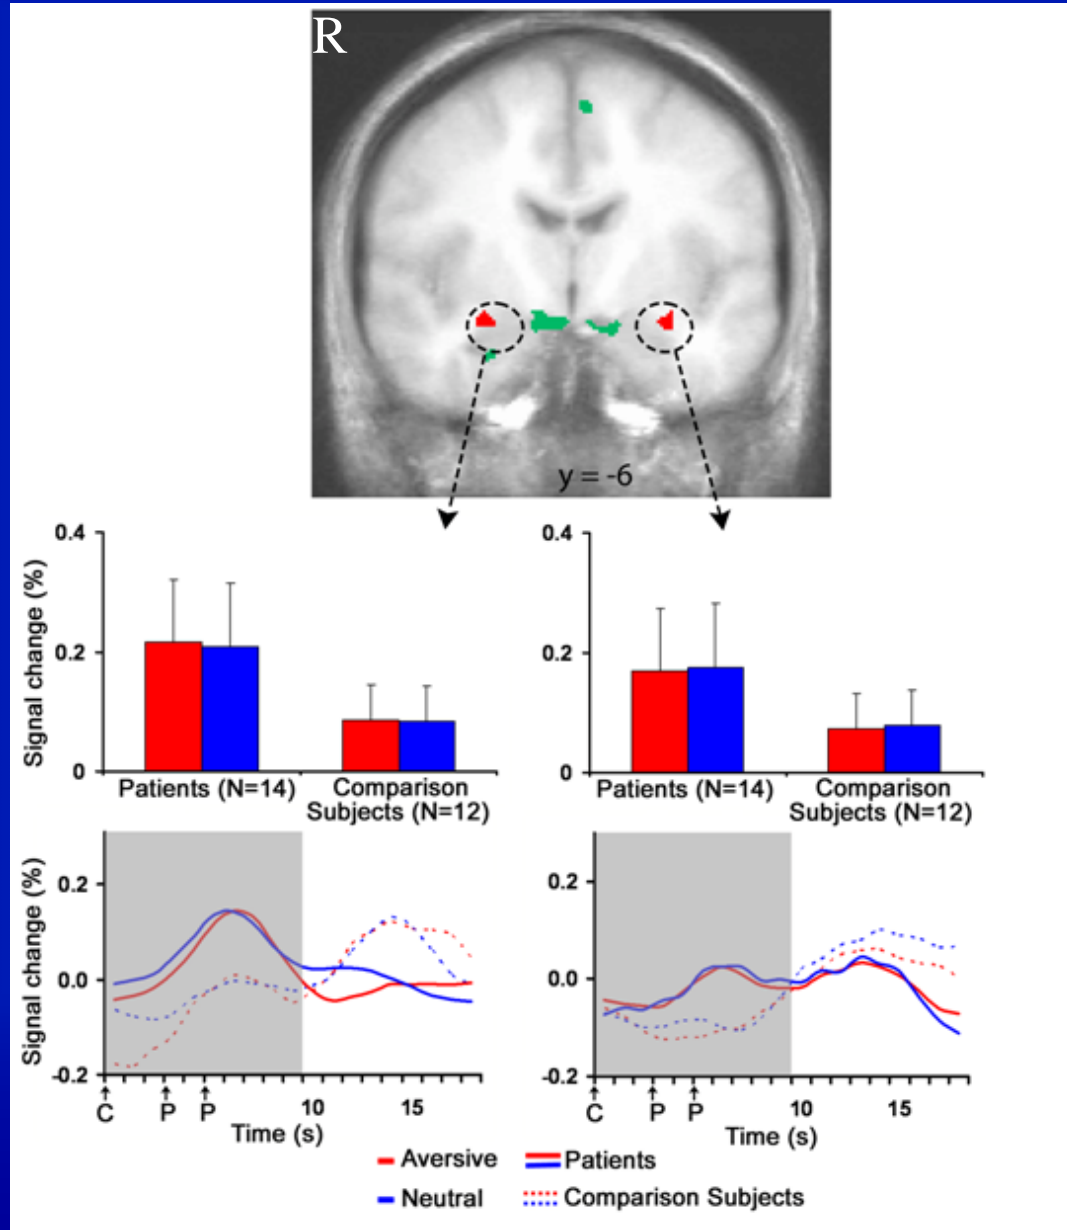 R
y = -6
Signal change (%)
0.4
0.2
0
Patients (N=14)
Comparison
Subjects (N=12)
0.4
0.2
0
Patients (N=14)
Comparison
Subjects (N=12)
Signal change (%)
0.2
0.0
-0.2
C P P 10 15
Time (s)
0.2
0.0
-0.2
C P P 10 15
Time (s)
Aversive Patients
Neutral Comparison Subjects